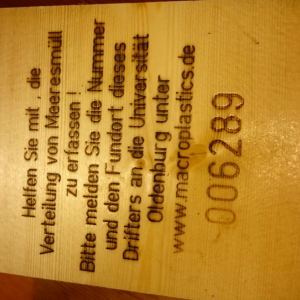 Helfen Sie mit , die
Verteilung von Meeresmüll
zu erfassen !
Bitte melden Sie die Nummer
und den Fundort dieses
Drifters an die Universität
Oldenburg unter
www.macroplastics.de
006289